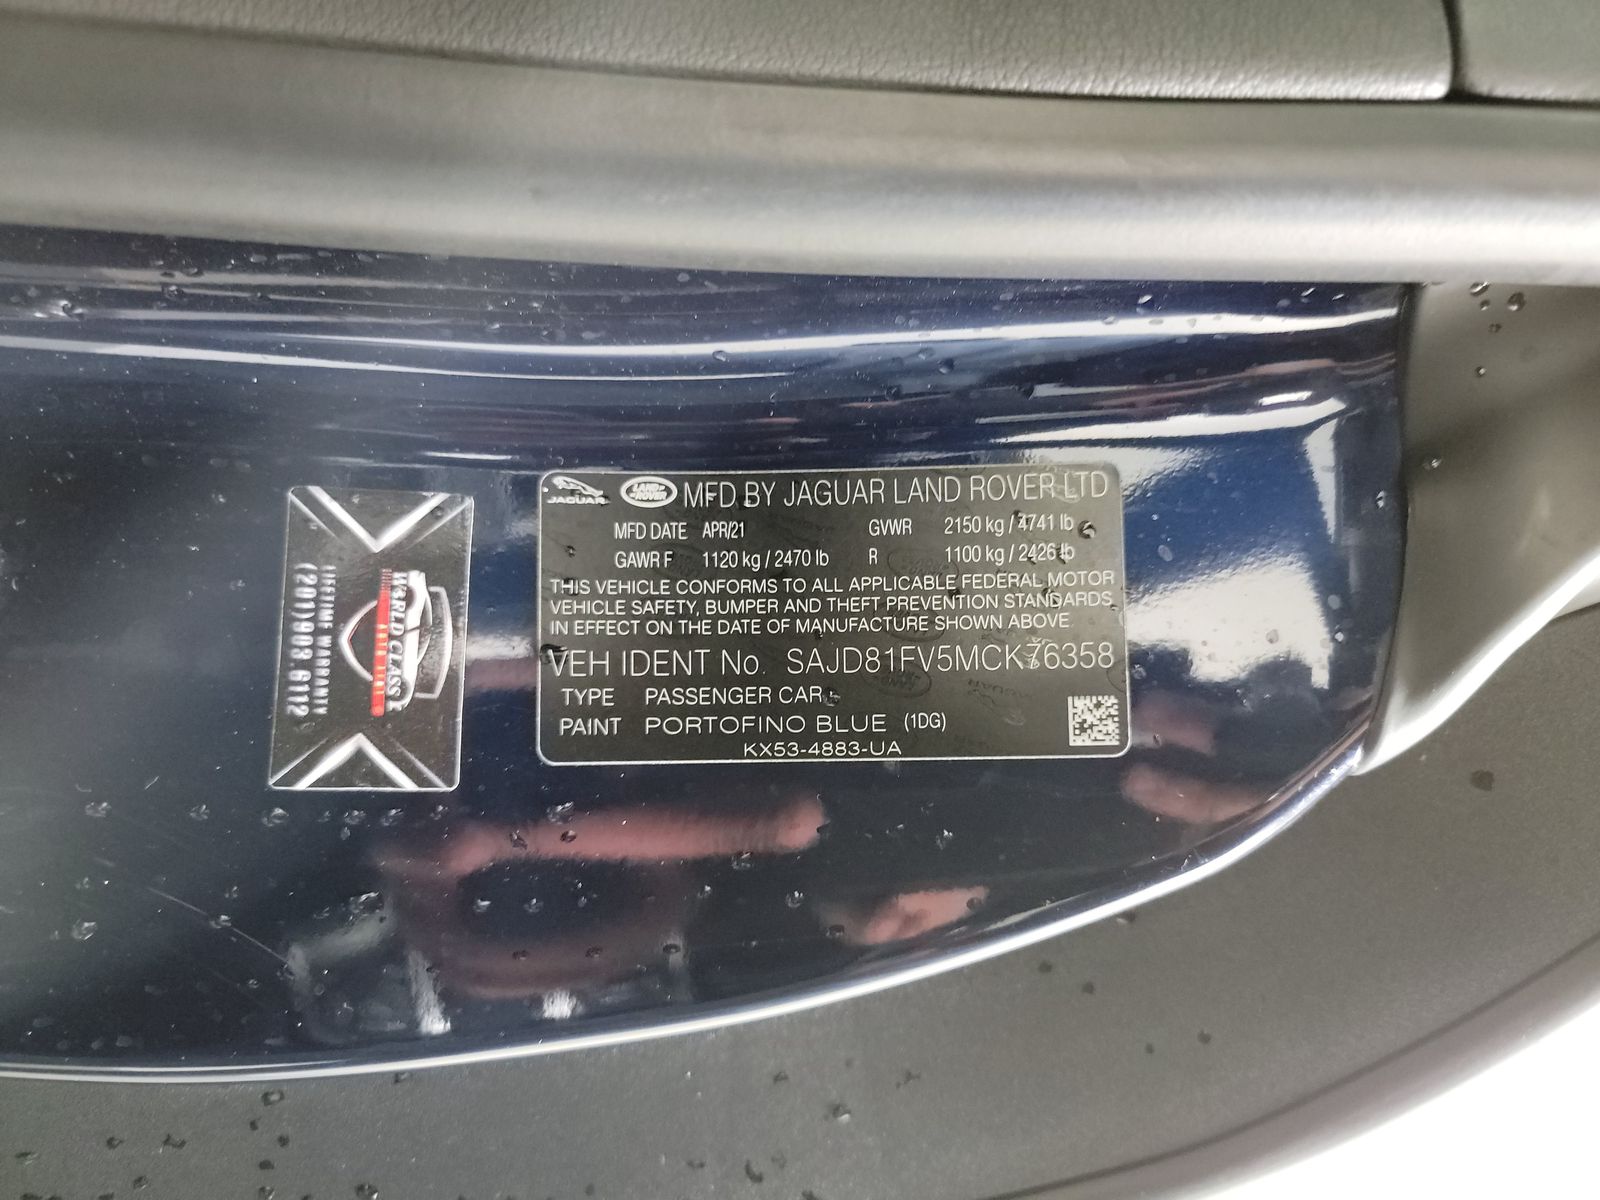 JAGUAR LAND ROVER MFD BY JAGUAR LAND ROVER LTD
MFD DATE APR/21 GVWR 2150 kg / 4741 lb
GAWR F 1120 kg / 2470 lb R 1100 kg / 2426 lb
THIS VEHICLE CONFORMS TO ALL APPLICABLE FEDERAL MOTOR
VEHICLE SAFETY, BUMPER AND THEFT PREVENTION STANDARDS
IN EFFECT ON THE DATE OF MANUFACTURE SHOWN ABOVE
VEH IDENT No. SAJD81FV5MCK76358
TYPE PASSENGER CAR
PAINT PORTOFINO BLUE (1DG)
KX53-4883-UA
W RLD CLASS
LIFETIME WARRANTY
(201)903.6112